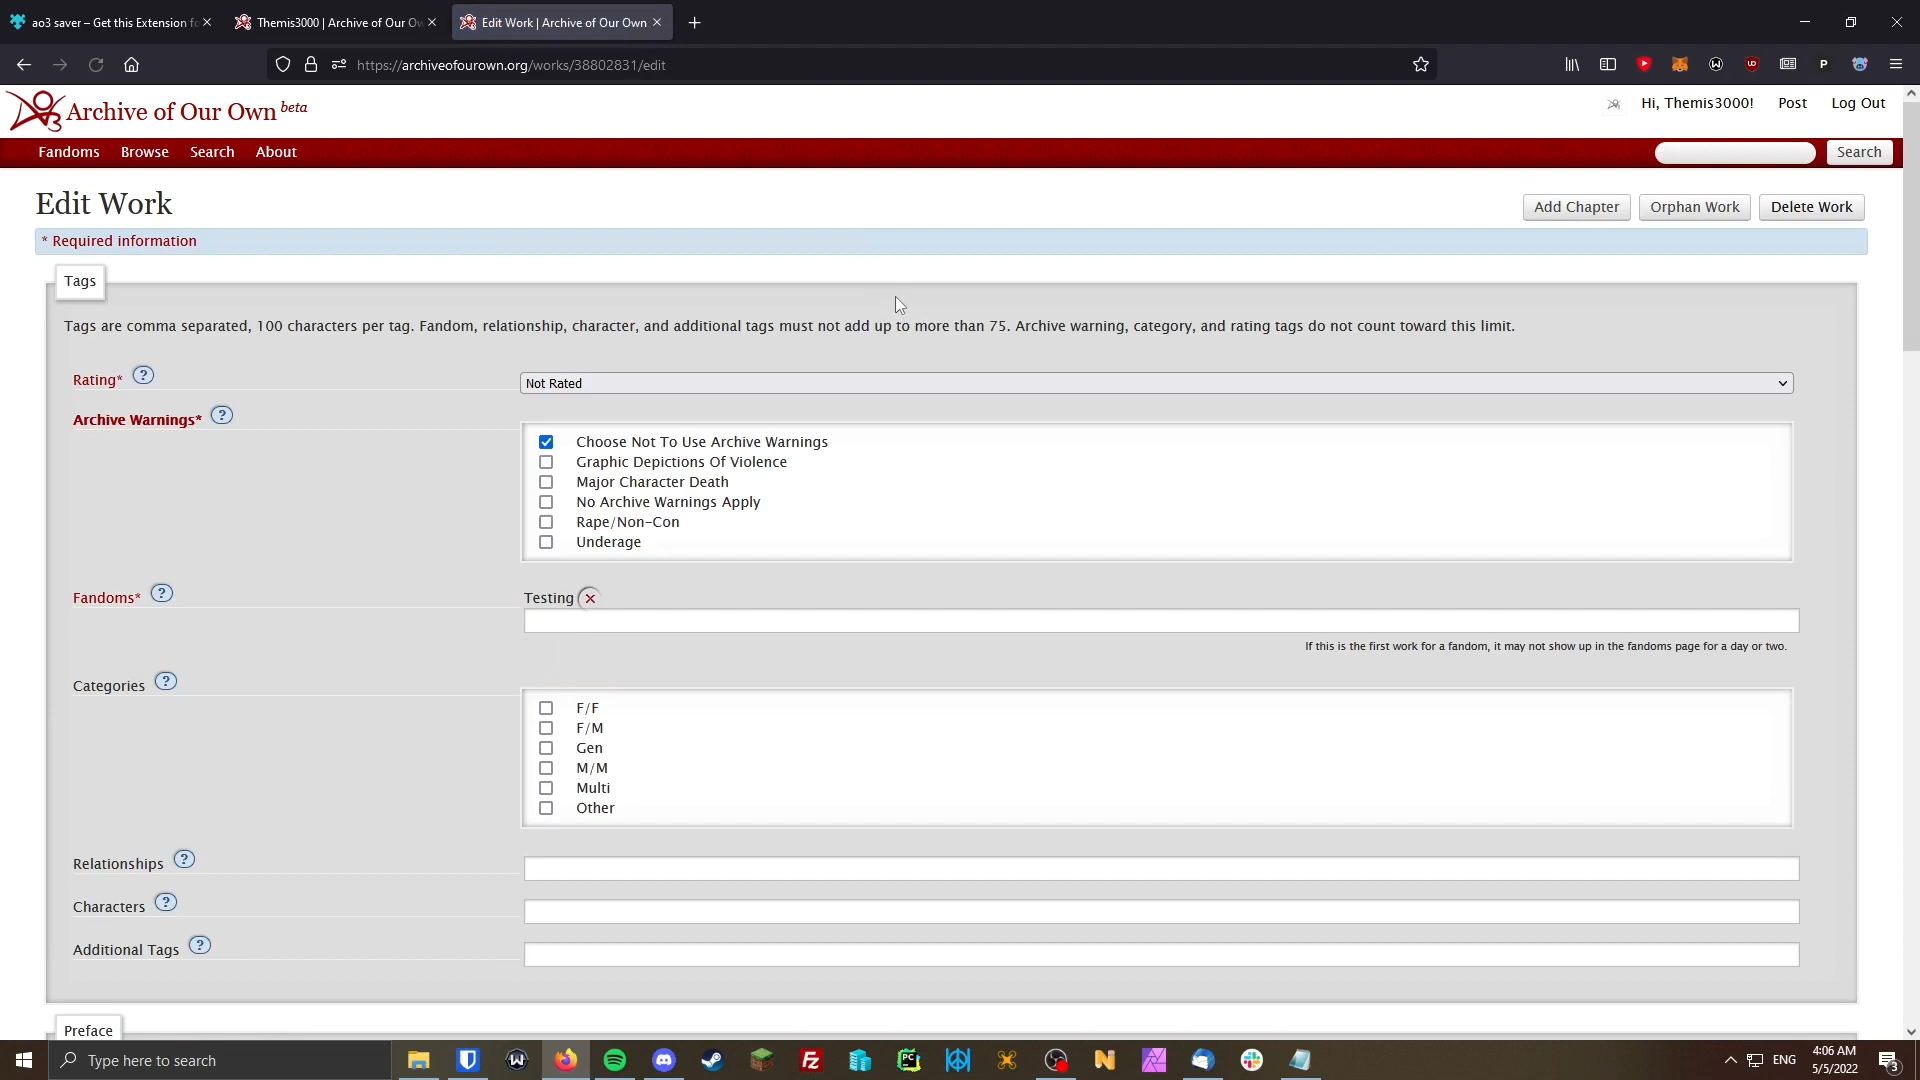 ao3 saver – Get this Extension fo
Themis3000 | Archive of Our Ow
Edit Work | Archive of Our Own
https://archiveofourown.org/works/38802831/edit
Archive of Our Own beta
Hi, Themis3000!
Post
Log Out
Fandoms
Browse
Search
About
Search
Edit Work
Add Chapter
Orphan Work
Delete Work
* Required information
Tags
Tags are comma separated, 100 characters per tag. Fandom, relationship, character, and additional tags must not add up to more than 75. Archive warning, category, and rating tags do not count toward this limit.
Rating* ?
Not Rated
Archive Warnings* ?
Choose Not To Use Archive Warnings
Graphic Depictions Of Violence
Major Character Death
No Archive Warnings Apply
Rape/Non-Con
Underage
Fandoms* ?
Testing
If this is the first work for a fandom, it may not show up in the fandoms page for a day or two.
Categories ?
F/F
F/M
Gen
M/M
Multi
Other
Relationships ?
Characters ?
Additional Tags ?
Preface
Type here to search
ENG
4:06 AM
5/5/2022
3